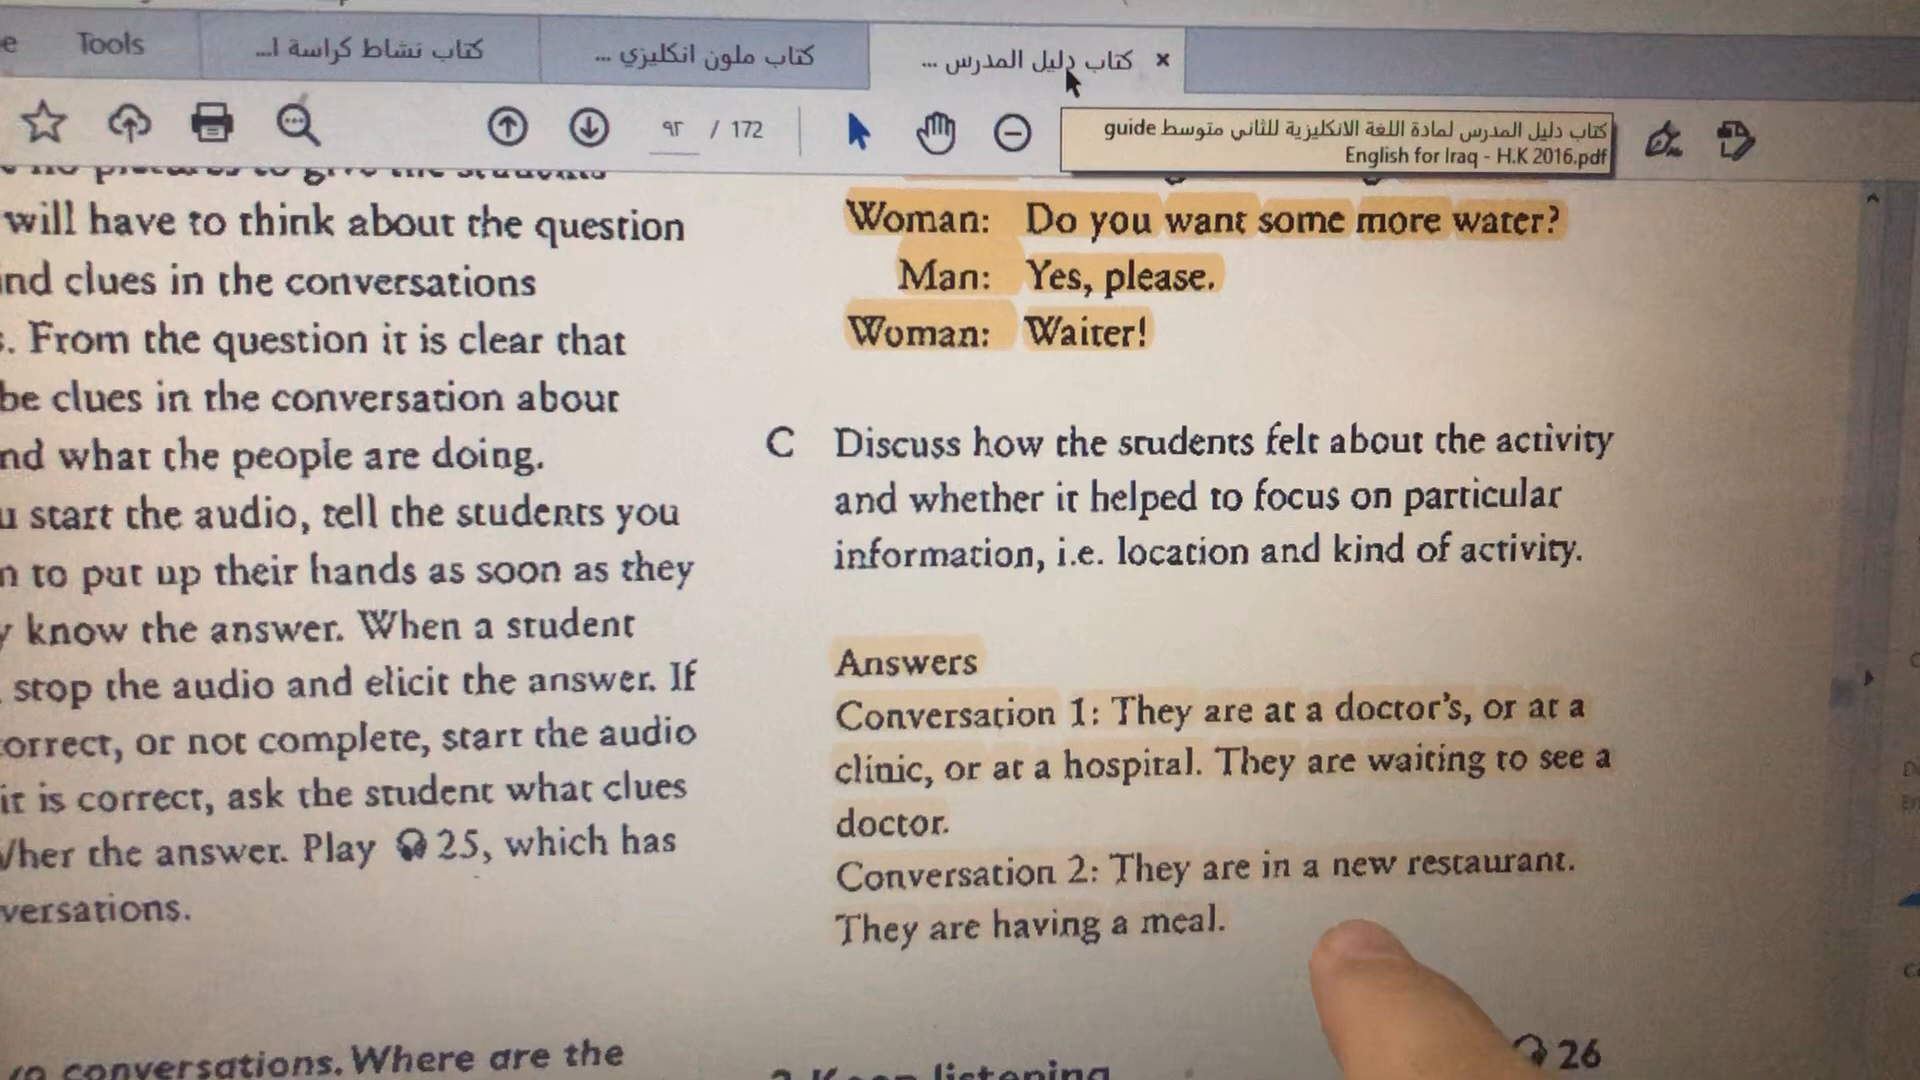 Tools
كتاب نشاط كراسة ا...
كتاب ملون انكليزي ...
كتاب دليل المدرس ...
٩٢ / 172
كتاب دليل المدرس لمادة اللغة الانكليزية للثاني متوسط guide
English for Iraq - H.K 2016.pdf
will have to think about the question
clues in the conversations
From the question it is clear that
be clues in the conversation about
what the people are doing.
start the audio, tell the students you
to put up their hands as soon as they
know the answer. When a student
stop the audio and elicit the answer. If
or not complete, start the audio
it is correct, ask the student what clues
the answer. Play 25, which has
conversations. Where are the
Woman: Do you want some more water?
Man: Yes, please.
Woman: Waiter!
C Discuss how the students felt about the activity
and whether it helped to focus on particular
information, i.e. location and kind of activity.
Answers
Conversation 1: They are at a doctor's, or at a
clinic, or at a hospital. They are waiting to see a
doctor.
Conversation 2: They are in a new restaurant.
They are having a meal.
listening
26